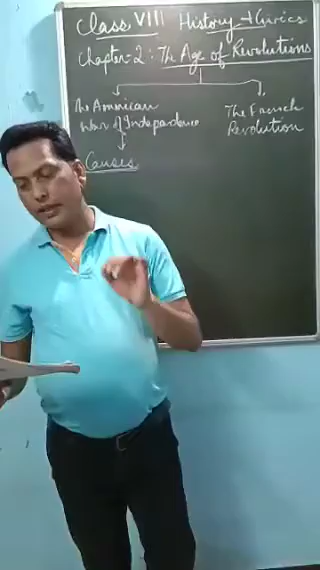 Class VIII History + Civics
Chapter-2: The Age of Revolutions
The American
War of Independence
Causes
The French
Revolution